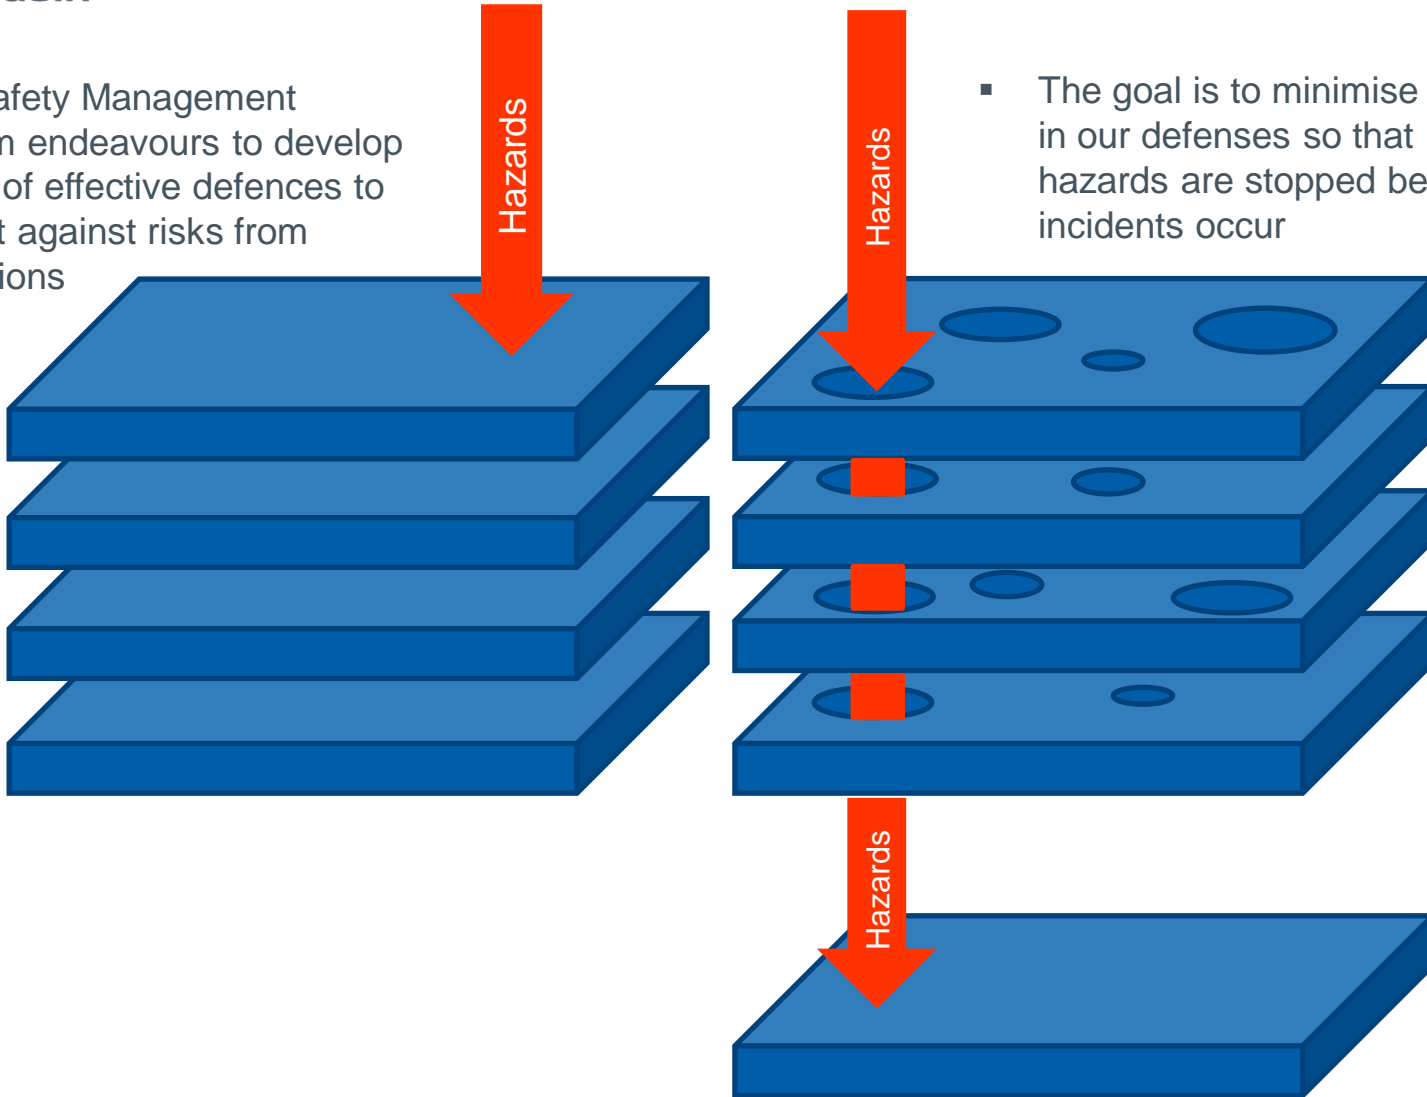 afety Management
m endeavours to develop
of effective defences to
t against risks from
ions
Hazards
Hazards
▪ The goal is to minimise
in our defenses so that
hazards are stopped be
incidents occur
Hazards